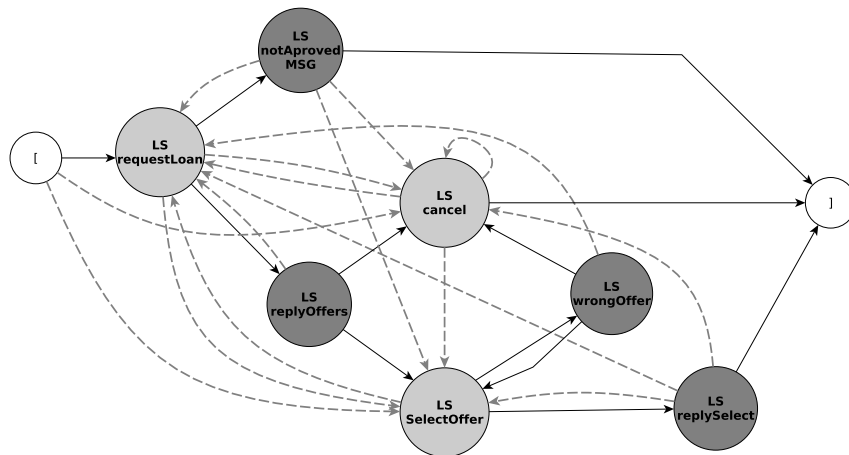 LS
notAproved
MSG
LS
requestLoan
[
LS
cancel
]
LS
replyOffers
LS
wrongOffer
LS
SelectOffer
LS
replySelect